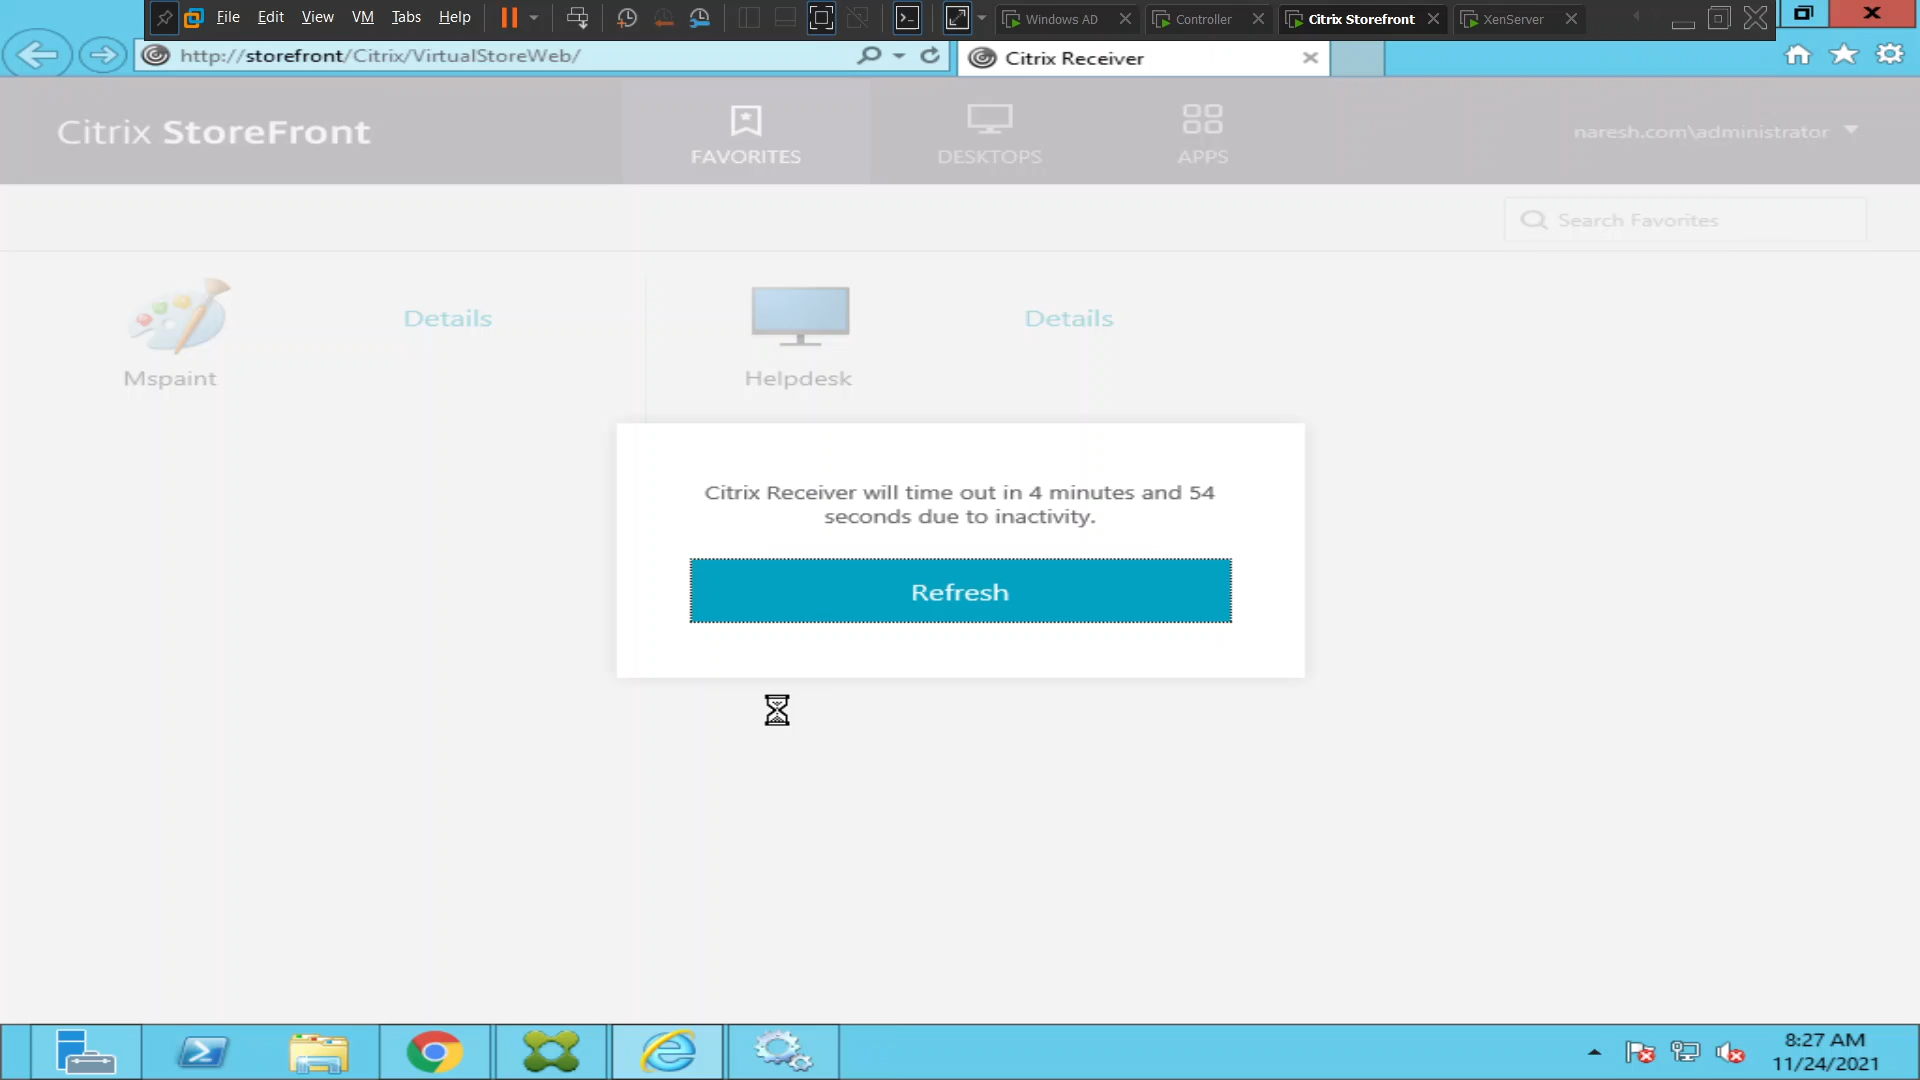 File Edit View VM Tabs Help
Windows AD
Controller
Citrix Storefront
XenServer
http://storefront/Citrix/VirtualStoreWeb/
Citrix Receiver
Citrix StoreFront
FAVORITES
DESKTOPS
APPS
naresh.com\administrator
Search Favorites
Details
Details
Mspaint
Helpdesk
Citrix Receiver will time out in 4 minutes and 54
seconds due to inactivity.
Refresh
8:27 AM
11/24/2021